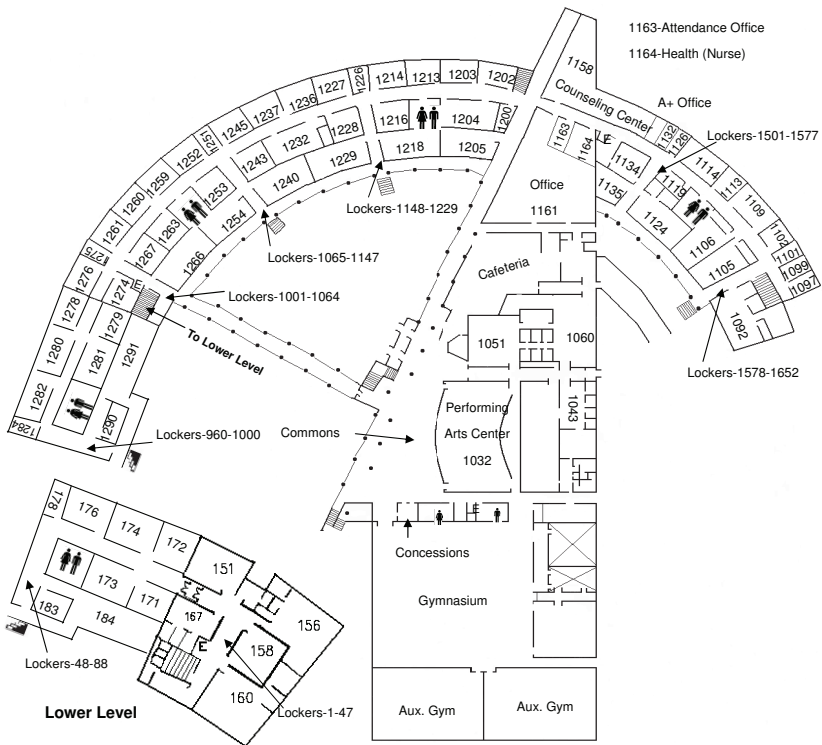 1163-Attendance Office
1164-Health (Nurse)
1158
Counseling Center
A+ Office
1132
1126
Lockers-1501-1577
1226
1214
1213
1203
1202
1227
1236
1237
1245
1251
1252
1259
1260
1261
1275
1276
1278
1280
1282
1284
1216
1204
1200
1228
1232
1243
1218
1205
1229
1240
1253
1254
1263
1267
1266
1274
E
1279
1281
1291
1290
1163
1164
E
1134
1135
1114
1119
1113
1109
1124
1106
1105
1102
1101
1099
1097
1092
Office
1161
Lockers-1148-1229
Lockers-1065-1147
Lockers-1001-1064
To Lower Level
Cafeteria
1051
1060
Lockers-1578-1652
1043
Performing
Arts Center
1032
Commons
Lockers-960-1000
E
Concessions
Gymnasium
Aux. Gym
Aux. Gym
178
176
174
172
151
173
171
167
156
183
184
E
158
160
Lockers-48-88
Lockers-1-47
Lower Level